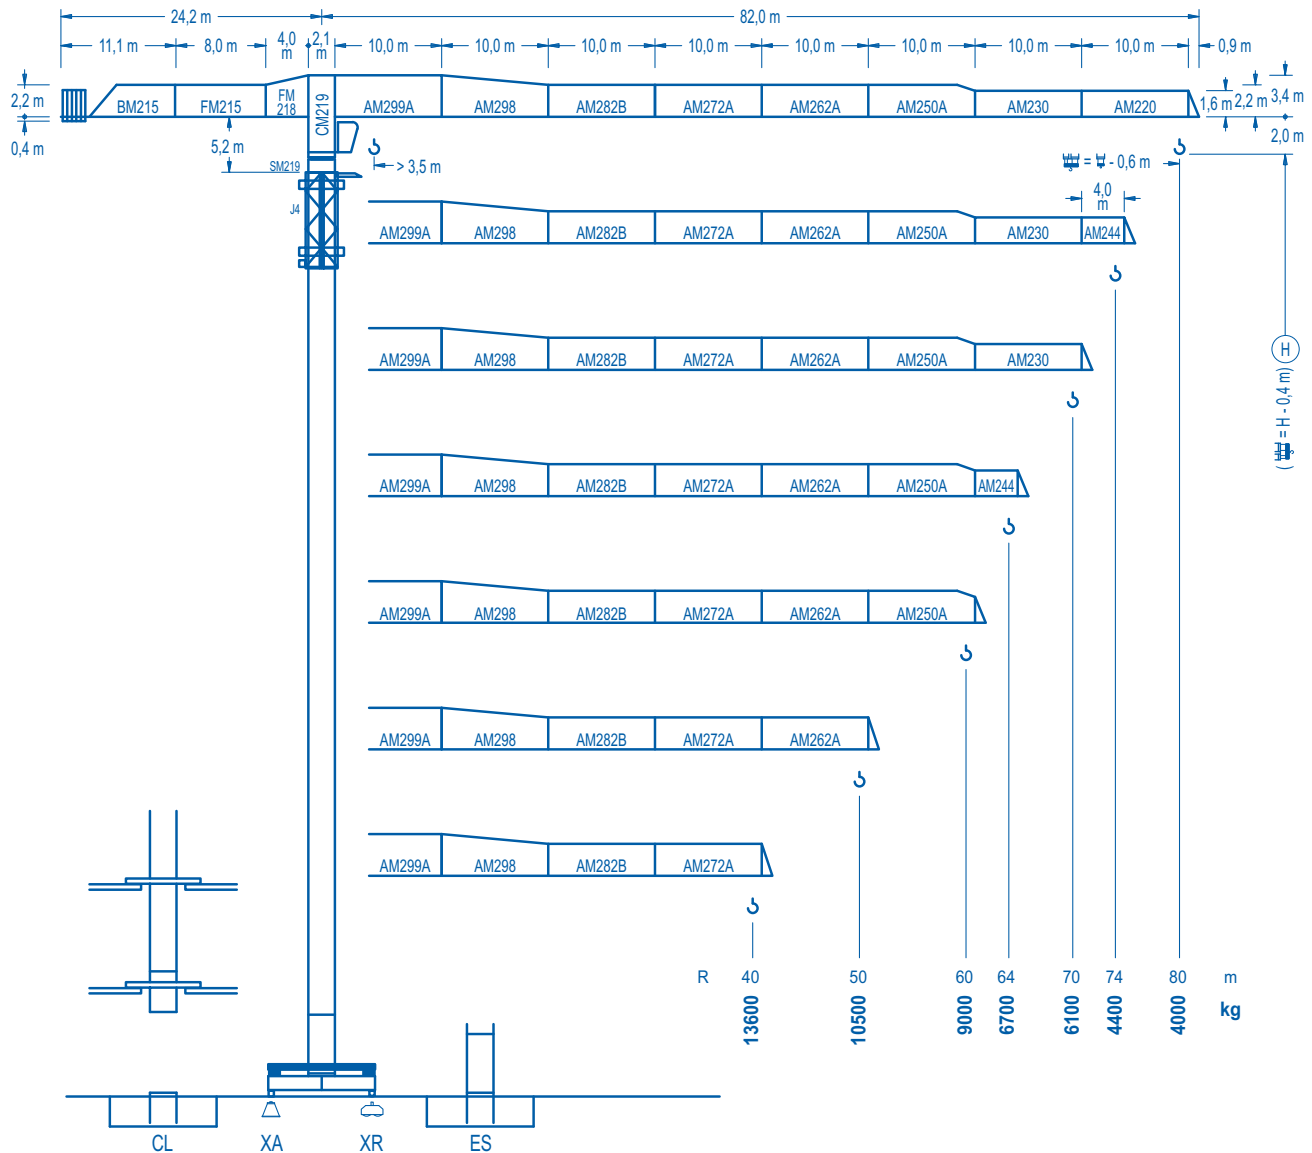 24,2 m 82,0 m
11,1 m 8,0 m 4,0 m 2,1 m 10,0 m 10,0 m 10,0 m 10,0 m 10,0 m 10,0 m 10,0 m 10,0 m 0,9 m
2,2 m BM215 FM215 FM 218 CM219 AM299A AM298 AM282B AM272A AM262A AM250A AM230 AM220 1,6 m 2,2 m 3,4 m
0,4 m 5,2 m 2,0 m
SM219 > 3,5 m = - 0,6 m
J4 4,0 m
AM299A AM298 AM282B AM272A AM262A AM250A AM230 AM244
H
( = H - 0,4 m)
AM299A AM298 AM282B AM272A AM262A AM250A AM230
AM299A AM298 AM282B AM272A AM262A AM250A AM244
AM299A AM298 AM282B AM272A AM262A AM250A
AM299A AM298 AM282B AM272A AM262A
AM299A AM298 AM282B AM272A
R 40 50 60 64 70 74 80 m
13600 10500 9000 6700 6100 4400 4000 kg
CL XA XR ES